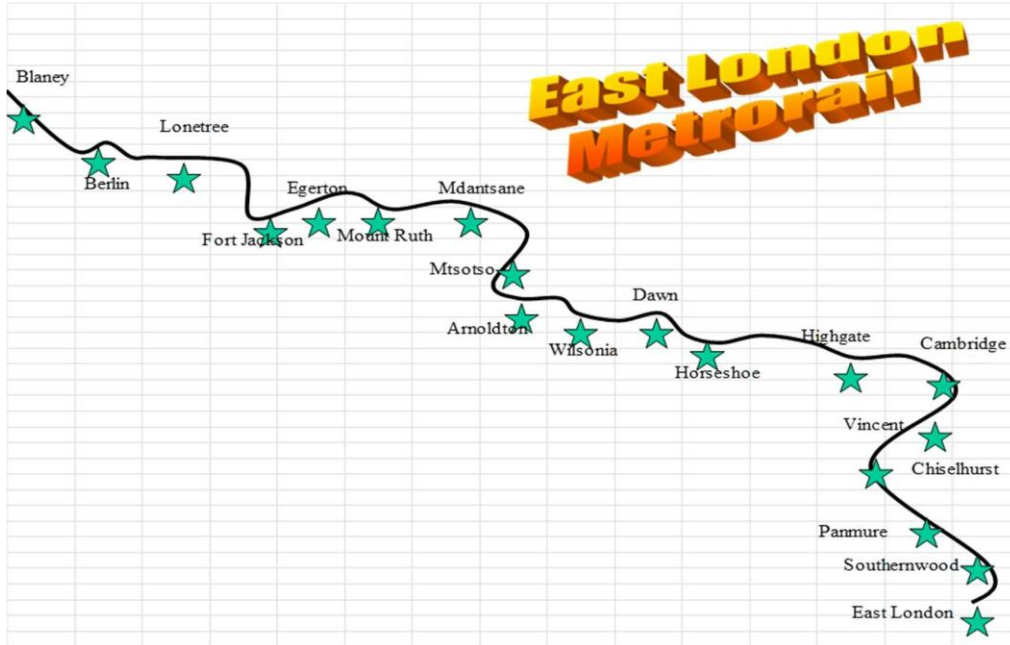 East London
Metrorail
Blaney
Lonetree
Berlin
Egerton
Mdantsane
Fort Jackson
Mount Ruth
Mtsotso
Dawn
Arnoldton
Wilsonia
Highgate
Cambridge
Horseshoe
Vincent
Chiselhurst
Panmure
Southernwood
East London